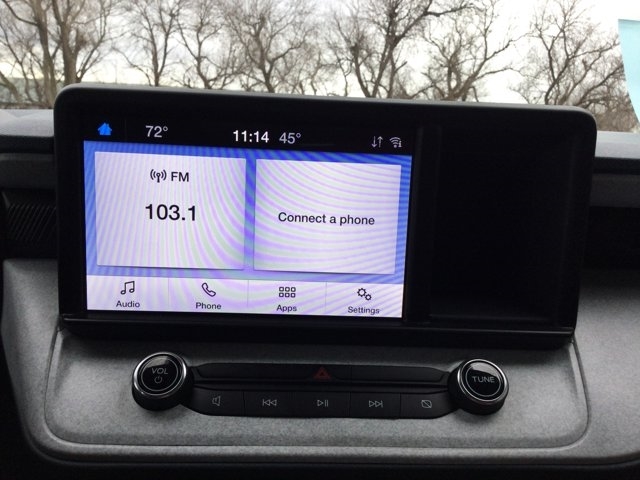 72° 11:14 45°
FM
103.1
Connect a phone
Audio Phone Apps Settings
VOL
TUNE